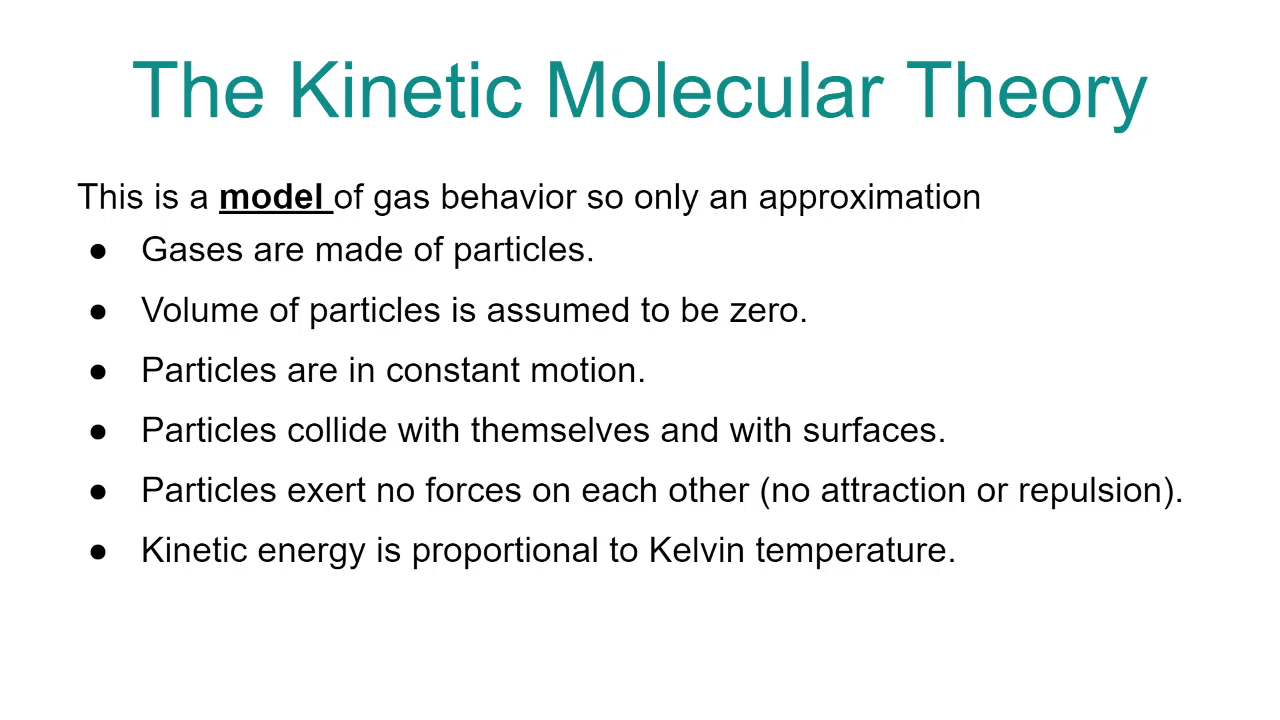 The Kinetic Molecular Theory
This is a model of gas behavior so only an approximation
● Gases are made of particles.
● Volume of particles is assumed to be zero.
● Particles are in constant motion.
● Particles collide with themselves and with surfaces.
● Particles exert no forces on each other (no attraction or repulsion).
● Kinetic energy is proportional to Kelvin temperature.